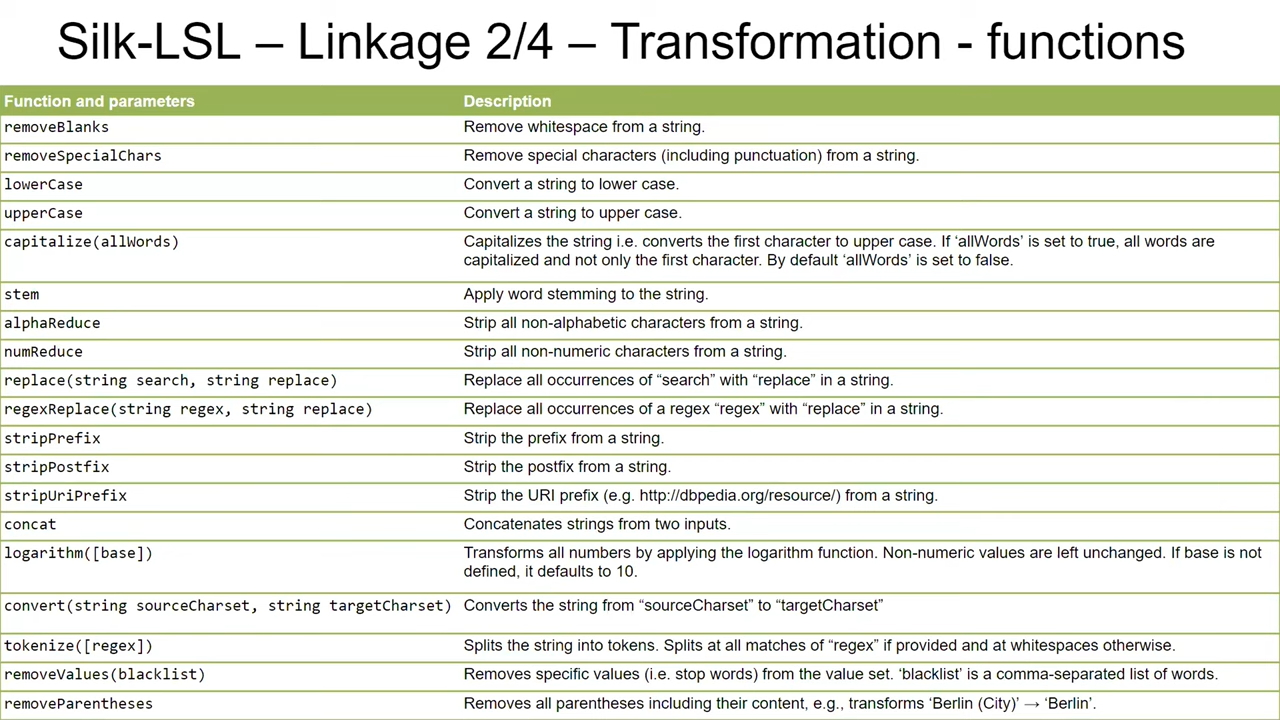 Silk-LSL – Linkage 2/4 – Transformation - functions
Function and parameters Description
removeBlanks Remove whitespace from a string.
removeSpecialChars Remove special characters (including punctuation) from a string.
lowerCase Convert a string to lower case.
upperCase Convert a string to upper case.
capitalize(allWords) Capitalizes the string i.e. converts the first character to upper case. If ‘allWords’ is set to true, all words are
capitalized and not only the first character. By default ‘allWords’ is set to false.
stem Apply word stemming to the string.
alphaReduce Strip all non-alphabetic characters from a string.
numReduce Strip all non-numeric characters from a string.
replace(string search, string replace) Replace all occurrences of “search” with “replace” in a string.
regexReplace(string regex, string replace) Replace all occurrences of a regex “regex” with “replace” in a string.
stripPrefix Strip the prefix from a string.
stripPostfix Strip the postfix from a string.
stripUriPrefix Strip the URI prefix (e.g. http://dbpedia.org/resource/) from a string.
concat Concatenates strings from two inputs.
logarithm([base]) Transforms all numbers by applying the logarithm function. Non-numeric values are left unchanged. If base is not
defined, it defaults to 10.
convert(string sourceCharset, string targetCharset) Converts the string from “sourceCharset” to “targetCharset”
tokenize([regex]) Splits the string into tokens. Splits at all matches of “regex” if provided and at whitespaces otherwise.
removeValues(blacklist) Removes specific values (i.e. stop words) from the value set. ‘blacklist’ is a comma-separated list of words.
removeParentheses Removes all parentheses including their content, e.g., transforms ‘Berlin (City)’ → ‘Berlin’.